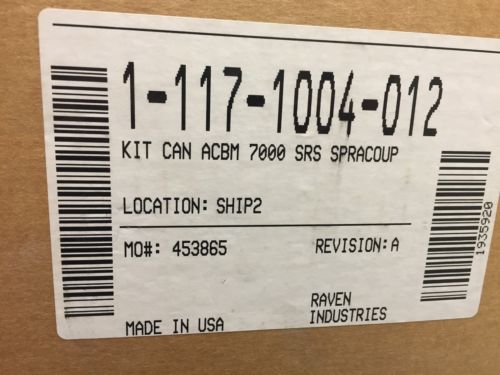 1-117-1004-012
KIT CAN ACBM 7000 SRS SPRACOUP
LOCATION: SHIP2
MO#: 453865
REVISION: A
1935920
MADE IN USA
RAVEN
INDUSTRIES